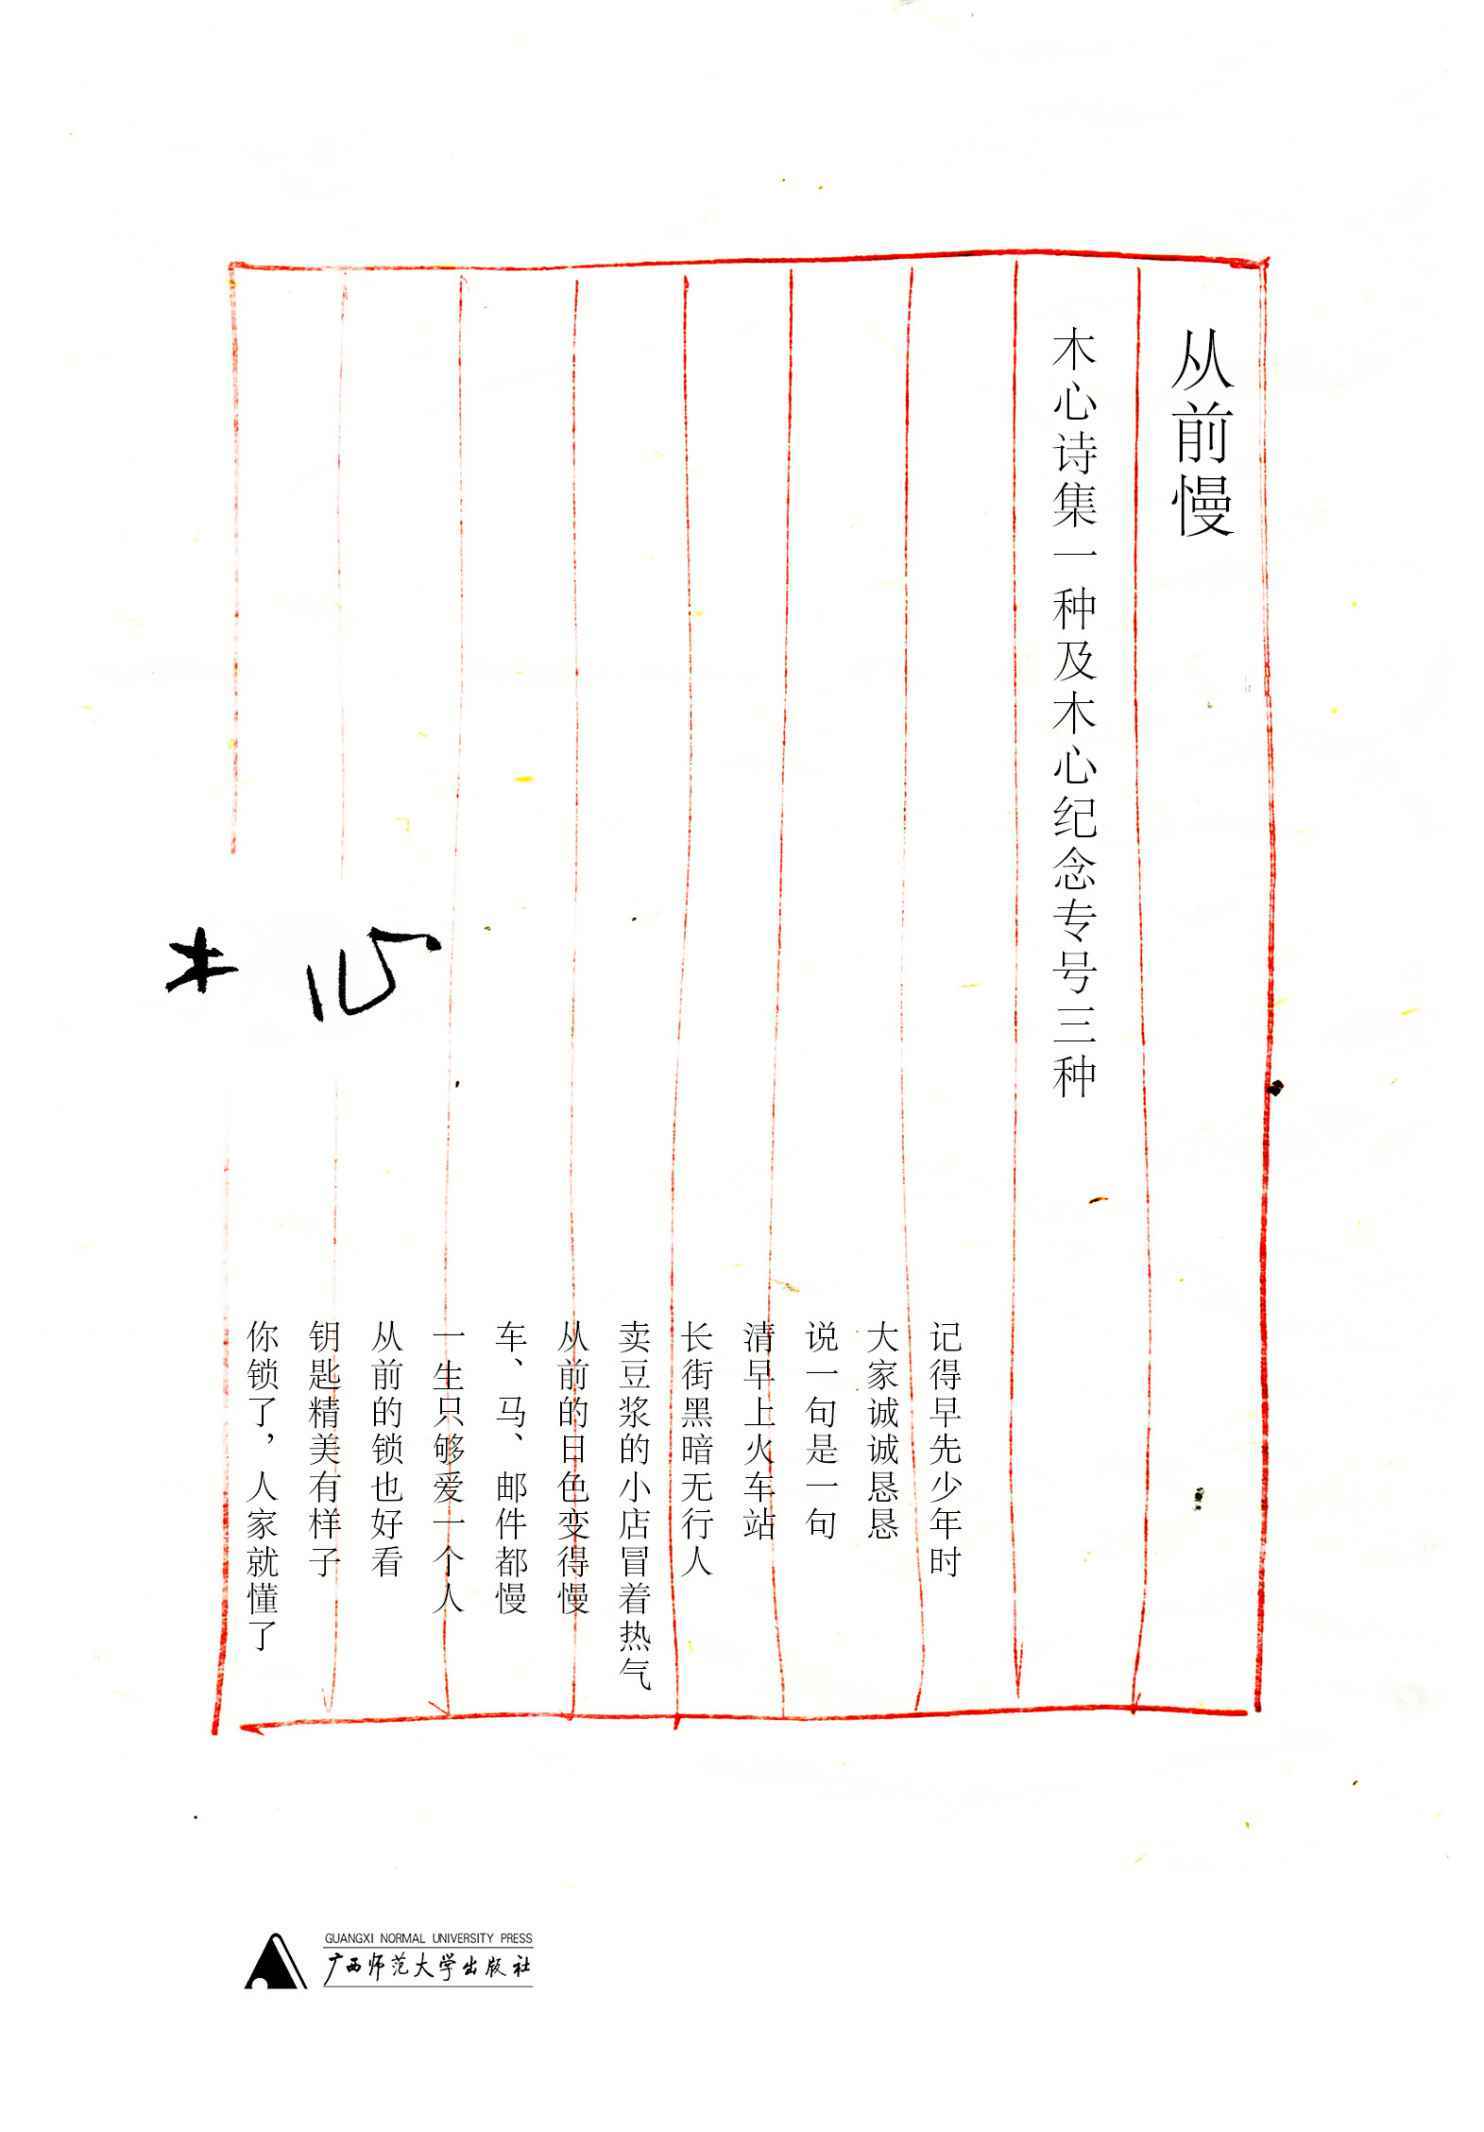 从前慢
木心诗集一种及木心纪念专号三种
记得早先少年时
大家诚诚恳恳
说一句是一句
清早上火车站
长街黑暗无行人
卖豆浆的小店冒着热气
从前的日色变得慢
车、马、邮件都慢
一生只够爱一个人
从前的锁也好看
钥匙精美有样子
你锁了，人家就懂了
木心
GUANGXI NORMAL UNIVERSITY PRESS
广西师范大学出版社